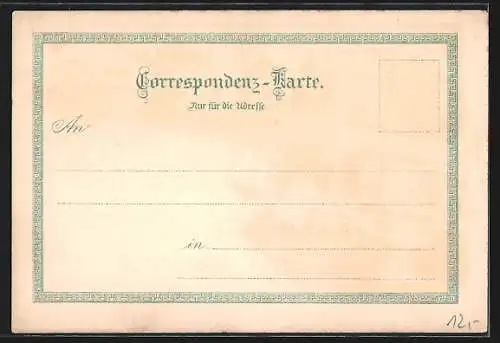 Correspondenz-Karte.
Nur für die Adresse.
An
in
12,-